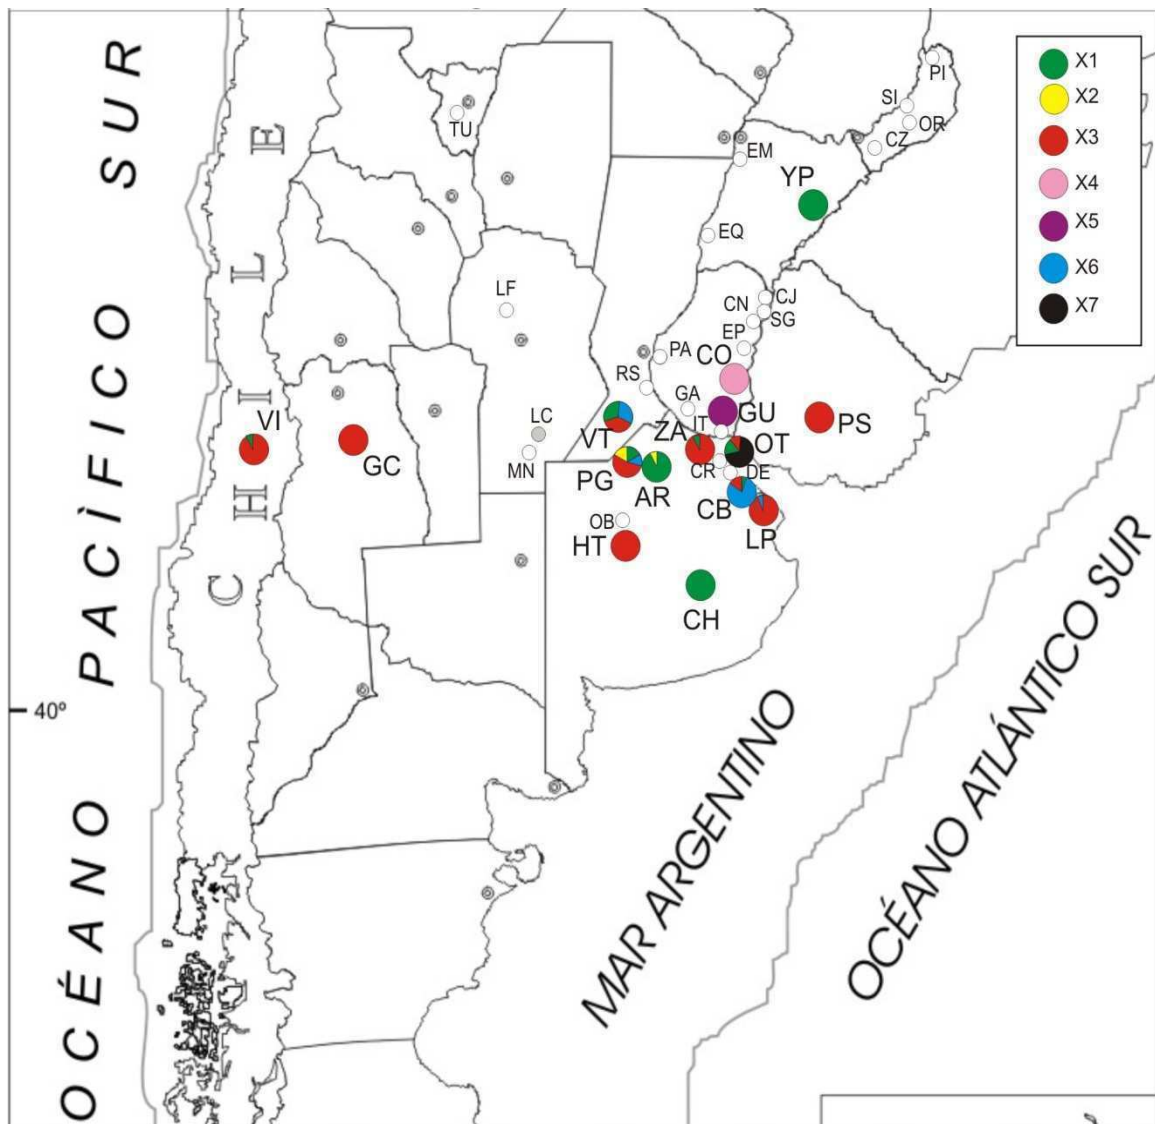 OCÉANO PACÌFICO SUR
CHILE
MAR ARGENTINO
OCÉANO ATLÁNTICO SUR
40º
X1
X2
X3
X4
X5
X6
X7
PI
SI
OR
CZ
TU
EM
YP
EQ
LF
CJ
CN
SG
EP
PA
CO
RS
GA
VI
GC
LC
MN
VT
ZA
IT
GU
OT
PS
CR
DE
PG
AR
CB
LP
OB
HT
CH